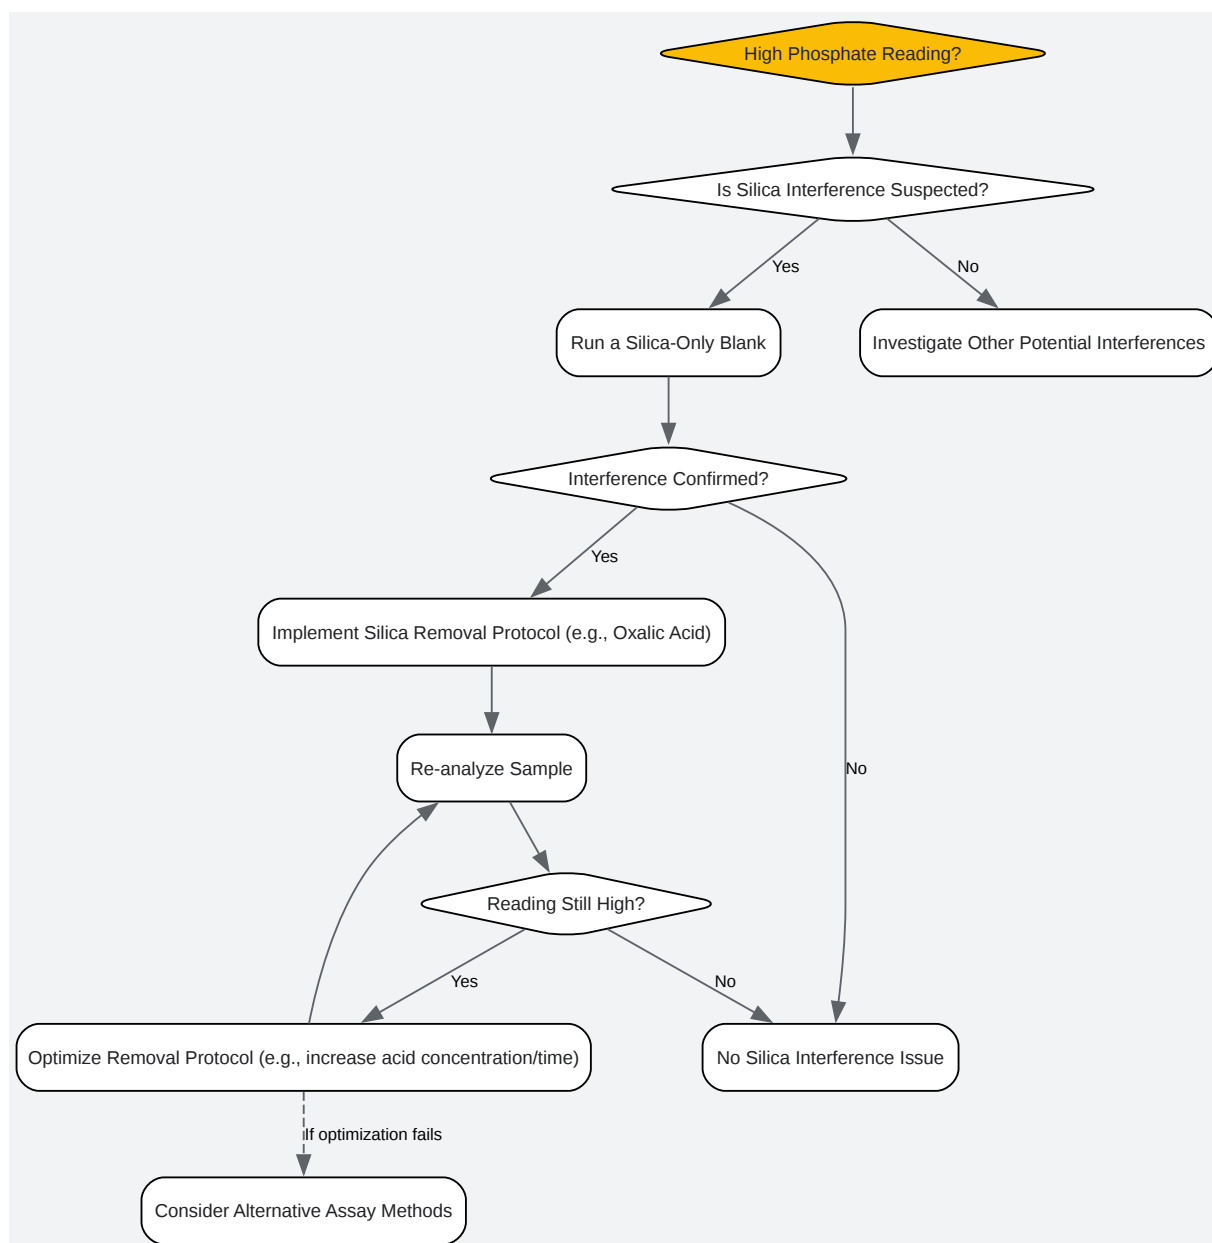 High Phosphate Reading?
Is Silica Interference Suspected?
Yes
No
Run a Silica-Only Blank
Investigate Other Potential Interferences
Interference Confirmed?
Yes
Implement Silica Removal Protocol (e.g., Oxalic Acid)
Re-analyze Sample
No
Reading Still High?
Yes
No
Optimize Removal Protocol (e.g., increase acid concentration/time)
No Silica Interference Issue
If optimization fails
Consider Alternative Assay Methods